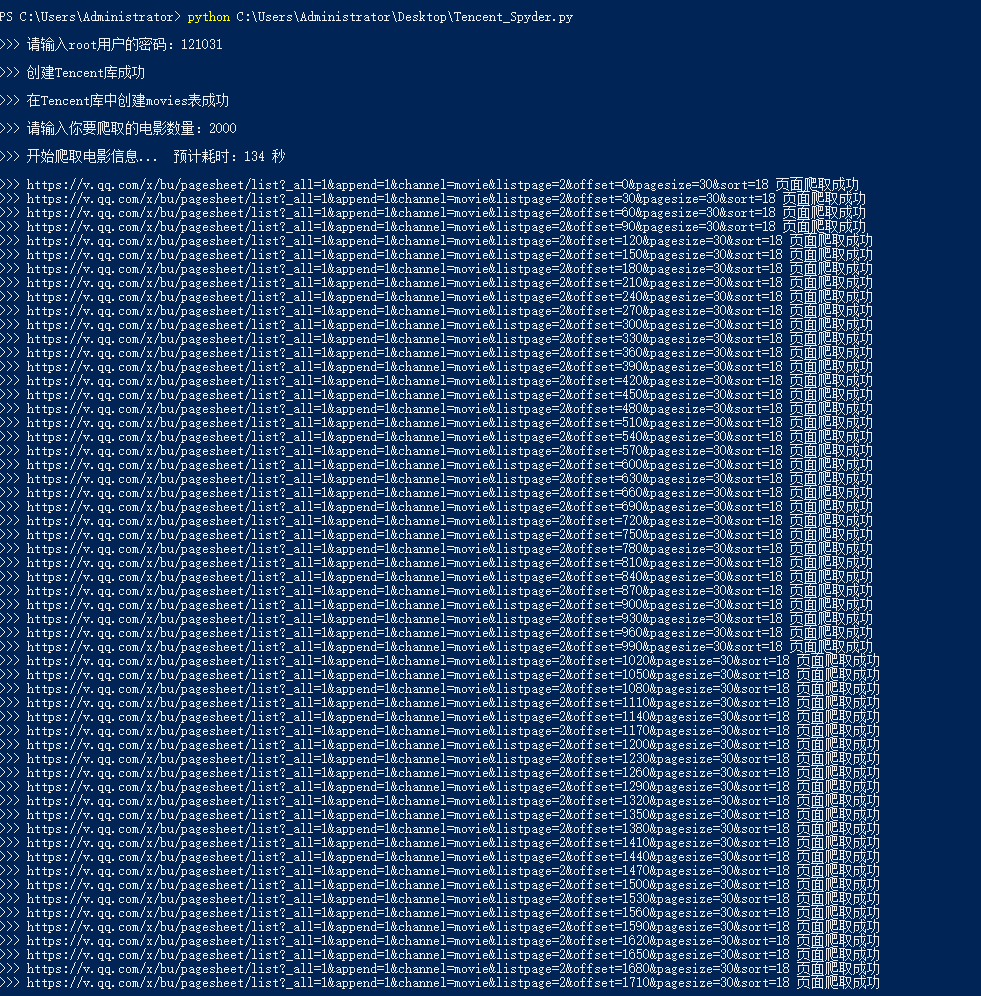 PS C:\Users\Administrator> python C:\Users\Administrator\Desktop\Tencent_Spyder.py
>>> 请输入root用户的密码：121031
>>> 创建Tencent库成功
>>> 在Tencent库中创建movies表成功
>>> 请输入你要爬取的电影数量：2000
>>> 开始爬取电影信息... 预计耗时：134 秒
>>> https://v.qq.com/x/bu/pagesheet/list?_all=1&append=1&channel=movie&listpage=2&offset=0&pagesize=30&sort=18 页面爬取成功
>>> https://v.qq.com/x/bu/pagesheet/list?_all=1&append=1&channel=movie&listpage=2&offset=30&pagesize=30&sort=18 页面爬取成功
>>> https://v.qq.com/x/bu/pagesheet/list?_all=1&append=1&channel=movie&listpage=2&offset=60&pagesize=30&sort=18 页面爬取成功
>>> https://v.qq.com/x/bu/pagesheet/list?_all=1&append=1&channel=movie&listpage=2&offset=90&pagesize=30&sort=18 页面爬取成功
>>> https://v.qq.com/x/bu/pagesheet/list?_all=1&append=1&channel=movie&listpage=2&offset=120&pagesize=30&sort=18 页面爬取成功
>>> https://v.qq.com/x/bu/pagesheet/list?_all=1&append=1&channel=movie&listpage=2&offset=150&pagesize=30&sort=18 页面爬取成功
>>> https://v.qq.com/x/bu/pagesheet/list?_all=1&append=1&channel=movie&listpage=2&offset=180&pagesize=30&sort=18 页面爬取成功
>>> https://v.qq.com/x/bu/pagesheet/list?_all=1&append=1&channel=movie&listpage=2&offset=210&pagesize=30&sort=18 页面爬取成功
>>> https://v.qq.com/x/bu/pagesheet/list?_all=1&append=1&channel=movie&listpage=2&offset=240&pagesize=30&sort=18 页面爬取成功
>>> https://v.qq.com/x/bu/pagesheet/list?_all=1&append=1&channel=movie&listpage=2&offset=270&pagesize=30&sort=18 页面爬取成功
>>> https://v.qq.com/x/bu/pagesheet/list?_all=1&append=1&channel=movie&listpage=2&offset=300&pagesize=30&sort=18 页面爬取成功
>>> https://v.qq.com/x/bu/pagesheet/list?_all=1&append=1&channel=movie&listpage=2&offset=330&pagesize=30&sort=18 页面爬取成功
>>> https://v.qq.com/x/bu/pagesheet/list?_all=1&append=1&channel=movie&listpage=2&offset=360&pagesize=30&sort=18 页面爬取成功
>>> https://v.qq.com/x/bu/pagesheet/list?_all=1&append=1&channel=movie&listpage=2&offset=390&pagesize=30&sort=18 页面爬取成功
>>> https://v.qq.com/x/bu/pagesheet/list?_all=1&append=1&channel=movie&listpage=2&offset=420&pagesize=30&sort=18 页面爬取成功
>>> https://v.qq.com/x/bu/pagesheet/list?_all=1&append=1&channel=movie&listpage=2&offset=450&pagesize=30&sort=18 页面爬取成功
>>> https://v.qq.com/x/bu/pagesheet/list?_all=1&append=1&channel=movie&listpage=2&offset=480&pagesize=30&sort=18 页面爬取成功
>>> https://v.qq.com/x/bu/pagesheet/list?_all=1&append=1&channel=movie&listpage=2&offset=510&pagesize=30&sort=18 页面爬取成功
>>> https://v.qq.com/x/bu/pagesheet/list?_all=1&append=1&channel=movie&listpage=2&offset=540&pagesize=30&sort=18 页面爬取成功
>>> https://v.qq.com/x/bu/pagesheet/list?_all=1&append=1&channel=movie&listpage=2&offset=570&pagesize=30&sort=18 页面爬取成功
>>> https://v.qq.com/x/bu/pagesheet/list?_all=1&append=1&channel=movie&listpage=2&offset=600&pagesize=30&sort=18 页面爬取成功
>>> https://v.qq.com/x/bu/pagesheet/list?_all=1&append=1&channel=movie&listpage=2&offset=630&pagesize=30&sort=18 页面爬取成功
>>> https://v.qq.com/x/bu/pagesheet/list?_all=1&append=1&channel=movie&listpage=2&offset=660&pagesize=30&sort=18 页面爬取成功
>>> https://v.qq.com/x/bu/pagesheet/list?_all=1&append=1&channel=movie&listpage=2&offset=690&pagesize=30&sort=18 页面爬取成功
>>> https://v.qq.com/x/bu/pagesheet/list?_all=1&append=1&channel=movie&listpage=2&offset=720&pagesize=30&sort=18 页面爬取成功
>>> https://v.qq.com/x/bu/pagesheet/list?_all=1&append=1&channel=movie&listpage=2&offset=750&pagesize=30&sort=18 页面爬取成功
>>> https://v.qq.com/x/bu/pagesheet/list?_all=1&append=1&channel=movie&listpage=2&offset=780&pagesize=30&sort=18 页面爬取成功
>>> https://v.qq.com/x/bu/pagesheet/list?_all=1&append=1&channel=movie&listpage=2&offset=810&pagesize=30&sort=18 页面爬取成功
>>> https://v.qq.com/x/bu/pagesheet/list?_all=1&append=1&channel=movie&listpage=2&offset=840&pagesize=30&sort=18 页面爬取成功
>>> https://v.qq.com/x/bu/pagesheet/list?_all=1&append=1&channel=movie&listpage=2&offset=870&pagesize=30&sort=18 页面爬取成功
>>> https://v.qq.com/x/bu/pagesheet/list?_all=1&append=1&channel=movie&listpage=2&offset=900&pagesize=30&sort=18 页面爬取成功
>>> https://v.qq.com/x/bu/pagesheet/list?_all=1&append=1&channel=movie&listpage=2&offset=930&pagesize=30&sort=18 页面爬取成功
>>> https://v.qq.com/x/bu/pagesheet/list?_all=1&append=1&channel=movie&listpage=2&offset=960&pagesize=30&sort=18 页面爬取成功
>>> https://v.qq.com/x/bu/pagesheet/list?_all=1&append=1&channel=movie&listpage=2&offset=990&pagesize=30&sort=18 页面爬取成功
>>> https://v.qq.com/x/bu/pagesheet/list?_all=1&append=1&channel=movie&listpage=2&offset=1020&pagesize=30&sort=18 页面爬取成功
>>> https://v.qq.com/x/bu/pagesheet/list?_all=1&append=1&channel=movie&listpage=2&offset=1050&pagesize=30&sort=18 页面爬取成功
>>> https://v.qq.com/x/bu/pagesheet/list?_all=1&append=1&channel=movie&listpage=2&offset=1080&pagesize=30&sort=18 页面爬取成功
>>> https://v.qq.com/x/bu/pagesheet/list?_all=1&append=1&channel=movie&listpage=2&offset=1110&pagesize=30&sort=18 页面爬取成功
>>> https://v.qq.com/x/bu/pagesheet/list?_all=1&append=1&channel=movie&listpage=2&offset=1140&pagesize=30&sort=18 页面爬取成功
>>> https://v.qq.com/x/bu/pagesheet/list?_all=1&append=1&channel=movie&listpage=2&offset=1170&pagesize=30&sort=18 页面爬取成功
>>> https://v.qq.com/x/bu/pagesheet/list?_all=1&append=1&channel=movie&listpage=2&offset=1200&pagesize=30&sort=18 页面爬取成功
>>> https://v.qq.com/x/bu/pagesheet/list?_all=1&append=1&channel=movie&listpage=2&offset=1230&pagesize=30&sort=18 页面爬取成功
>>> https://v.qq.com/x/bu/pagesheet/list?_all=1&append=1&channel=movie&listpage=2&offset=1260&pagesize=30&sort=18 页面爬取成功
>>> https://v.qq.com/x/bu/pagesheet/list?_all=1&append=1&channel=movie&listpage=2&offset=1290&pagesize=30&sort=18 页面爬取成功
>>> https://v.qq.com/x/bu/pagesheet/list?_all=1&append=1&channel=movie&listpage=2&offset=1320&pagesize=30&sort=18 页面爬取成功
>>> https://v.qq.com/x/bu/pagesheet/list?_all=1&append=1&channel=movie&listpage=2&offset=1350&pagesize=30&sort=18 页面爬取成功
>>> https://v.qq.com/x/bu/pagesheet/list?_all=1&append=1&channel=movie&listpage=2&offset=1380&pagesize=30&sort=18 页面爬取成功
>>> https://v.qq.com/x/bu/pagesheet/list?_all=1&append=1&channel=movie&listpage=2&offset=1410&pagesize=30&sort=18 页面爬取成功
>>> https://v.qq.com/x/bu/pagesheet/list?_all=1&append=1&channel=movie&listpage=2&offset=1440&pagesize=30&sort=18 页面爬取成功
>>> https://v.qq.com/x/bu/pagesheet/list?_all=1&append=1&channel=movie&listpage=2&offset=1470&pagesize=30&sort=18 页面爬取成功
>>> https://v.qq.com/x/bu/pagesheet/list?_all=1&append=1&channel=movie&listpage=2&offset=1500&pagesize=30&sort=18 页面爬取成功
>>> https://v.qq.com/x/bu/pagesheet/list?_all=1&append=1&channel=movie&listpage=2&offset=1530&pagesize=30&sort=18 页面爬取成功
>>> https://v.qq.com/x/bu/pagesheet/list?_all=1&append=1&channel=movie&listpage=2&offset=1560&pagesize=30&sort=18 页面爬取成功
>>> https://v.qq.com/x/bu/pagesheet/list?_all=1&append=1&channel=movie&listpage=2&offset=1590&pagesize=30&sort=18 页面爬取成功
>>> https://v.qq.com/x/bu/pagesheet/list?_all=1&append=1&channel=movie&listpage=2&offset=1620&pagesize=30&sort=18 页面爬取成功
>>> https://v.qq.com/x/bu/pagesheet/list?_all=1&append=1&channel=movie&listpage=2&offset=1650&pagesize=30&sort=18 页面爬取成功
>>> https://v.qq.com/x/bu/pagesheet/list?_all=1&append=1&channel=movie&listpage=2&offset=1680&pagesize=30&sort=18 页面爬取成功
>>> https://v.qq.com/x/bu/pagesheet/list?_all=1&append=1&channel=movie&listpage=2&offset=1710&pagesize=30&sort=18 页面爬取成功